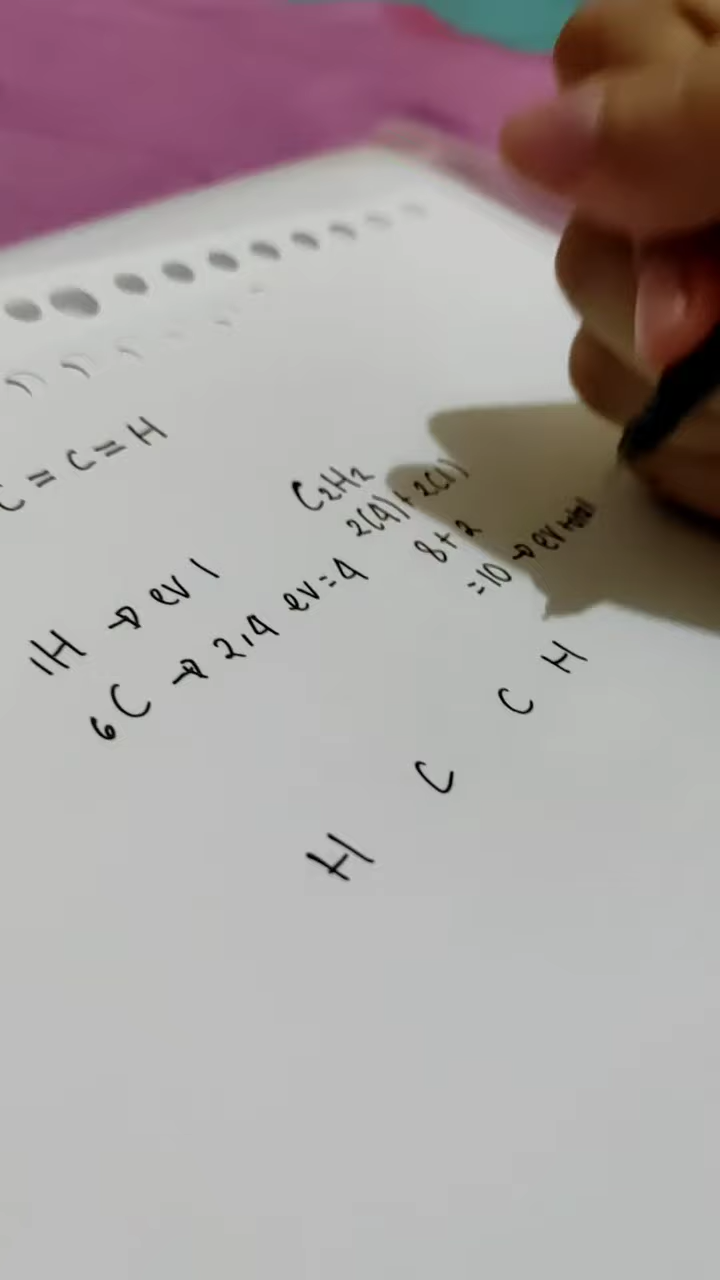 C = C = H
1H → ev 1
6C → 2,4 ev = 4
C2H2
2(4) + 2(1)
8 + 2
= 10 → ev total
H C C H